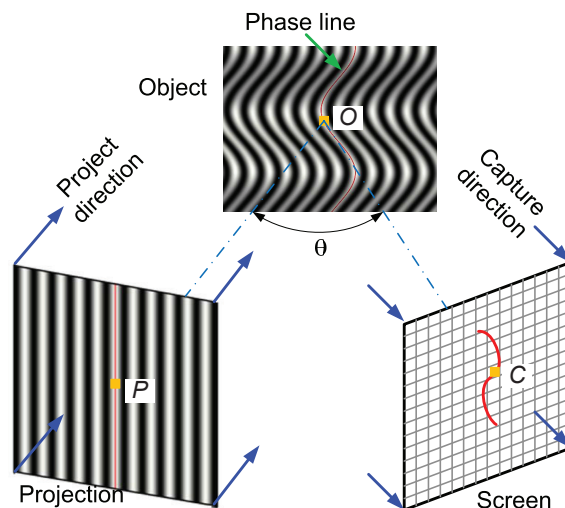 Phase line
Object
O
Project
direction
Capture
direction
θ
P
C
Projection
Screen